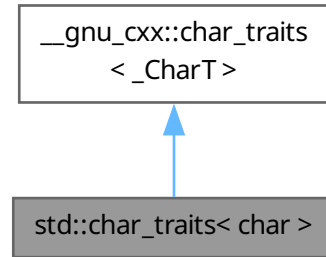 __gnu_cxx::char_traits
< _CharT >
std::char_traits< char >